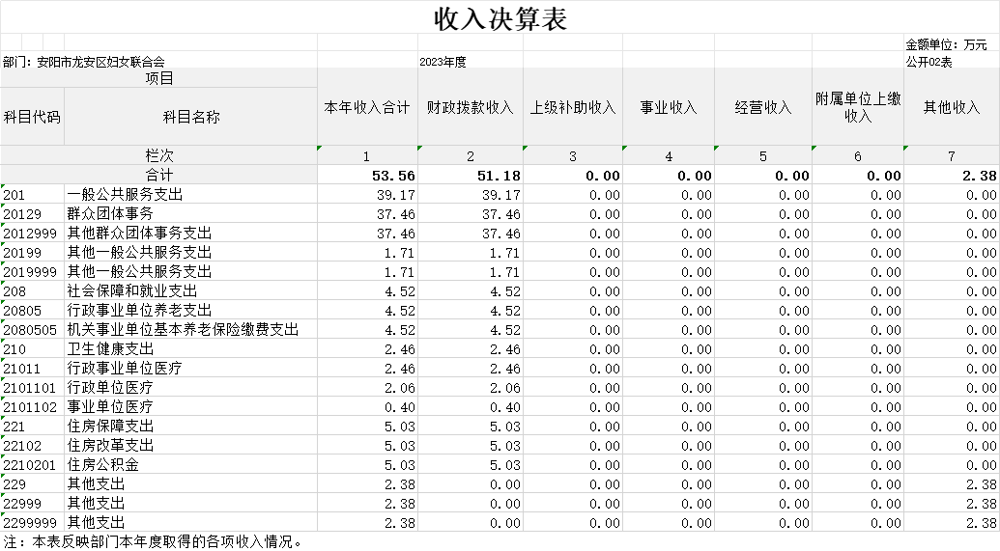 收入决算表
金额单位：万元
部门：安阳市龙安区妇女联合会 2023年度 公开02表
项目 本年收入合计 财政拨款收入 上级补助收入 事业收入 经营收入 附属单位上缴收入 其他收入
科目代码 科目名称
栏次 1 2 3 4 5 6 7
合计 53.56 51.18 0.00 0.00 0.00 0.00 2.38
201 一般公共服务支出 39.17 39.17 0.00 0.00 0.00 0.00 0.00
20129 群众团体事务 37.46 37.46 0.00 0.00 0.00 0.00 0.00
2012999 其他群众团体事务支出 37.46 37.46 0.00 0.00 0.00 0.00 0.00
20199 其他一般公共服务支出 1.71 1.71 0.00 0.00 0.00 0.00 0.00
2019999 其他一般公共服务支出 1.71 1.71 0.00 0.00 0.00 0.00 0.00
208 社会保障和就业支出 4.52 4.52 0.00 0.00 0.00 0.00 0.00
20805 行政事业单位养老支出 4.52 4.52 0.00 0.00 0.00 0.00 0.00
2080505 机关事业单位基本养老保险缴费支出 4.52 4.52 0.00 0.00 0.00 0.00 0.00
210 卫生健康支出 2.46 2.46 0.00 0.00 0.00 0.00 0.00
21011 行政事业单位医疗 2.46 2.46 0.00 0.00 0.00 0.00 0.00
2101101 行政单位医疗 2.06 2.06 0.00 0.00 0.00 0.00 0.00
2101102 事业单位医疗 0.40 0.40 0.00 0.00 0.00 0.00 0.00
221 住房保障支出 5.03 5.03 0.00 0.00 0.00 0.00 0.00
22102 住房改革支出 5.03 5.03 0.00 0.00 0.00 0.00 0.00
2210201 住房公积金 5.03 5.03 0.00 0.00 0.00 0.00 0.00
229 其他支出 2.38 0.00 0.00 0.00 0.00 0.00 2.38
22999 其他支出 2.38 0.00 0.00 0.00 0.00 0.00 2.38
2299999 其他支出 2.38 0.00 0.00 0.00 0.00 0.00 2.38
注：本表反映部门本年度取得的各项收入情况。